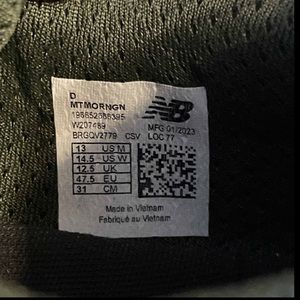 D
MTMORNGN
196652686395
W207489
MFG 01/2023
BRGQV2779 CSV LOC 77
13 US M
14.5 US W
12.5 UK
47.5 EU
31 CM
Made in Vietnam
Fabriqué au Vietnam